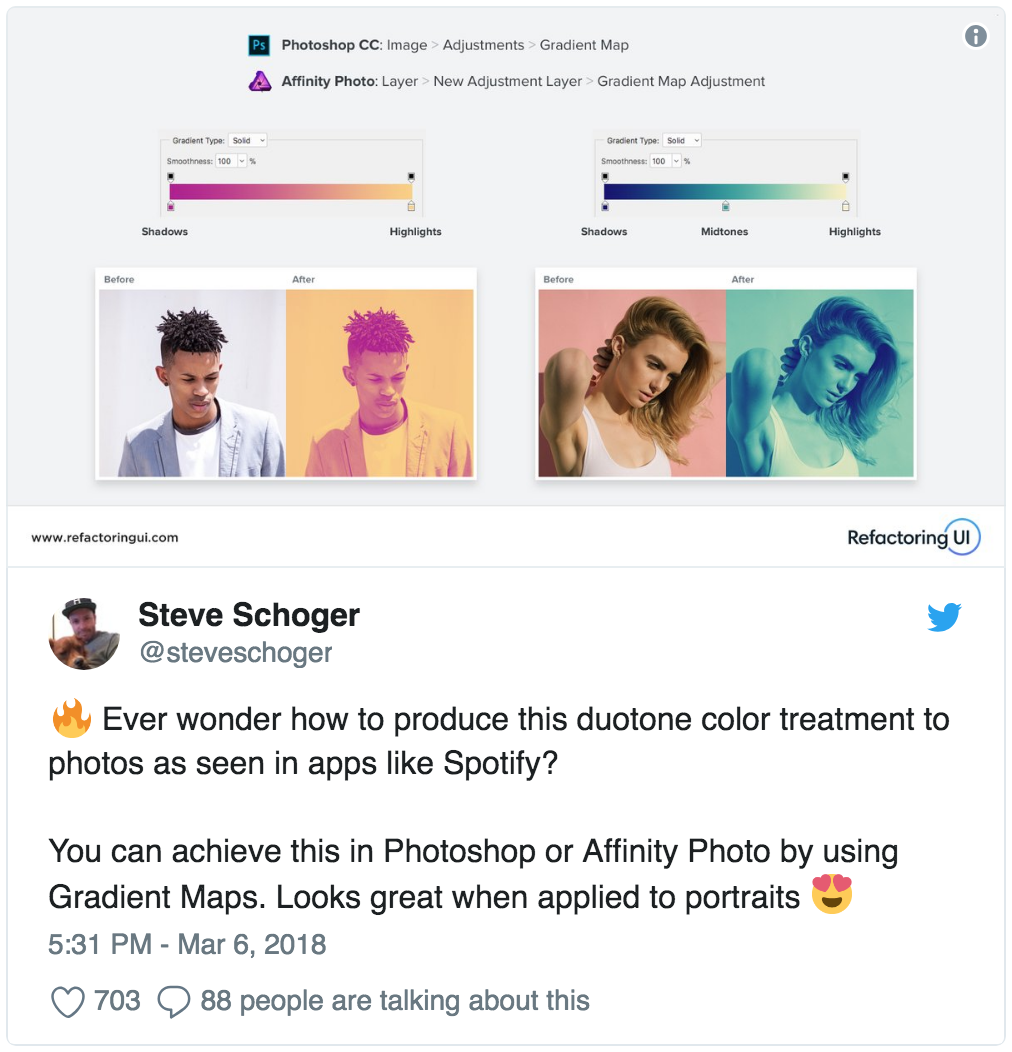 Ps Photoshop CC: Image > Adjustments > Gradient Map
Affinity Photo: Layer > New Adjustment Layer > Gradient Map Adjustment
Gradient Type: Solid
Smoothness: 100 %
Shadows Highlights
Gradient Type: Solid
Smoothness: 100 %
Shadows Midtones Highlights
Before After
Before After
www.refactoringui.com
Refactoring UI
Steve Schoger
@steveschoger
🔥 Ever wonder how to produce this duotone color treatment to
photos as seen in apps like Spotify?
You can achieve this in Photoshop or Affinity Photo by using
Gradient Maps. Looks great when applied to portraits 😍
5:31 PM - Mar 6, 2018
703 88 people are talking about this